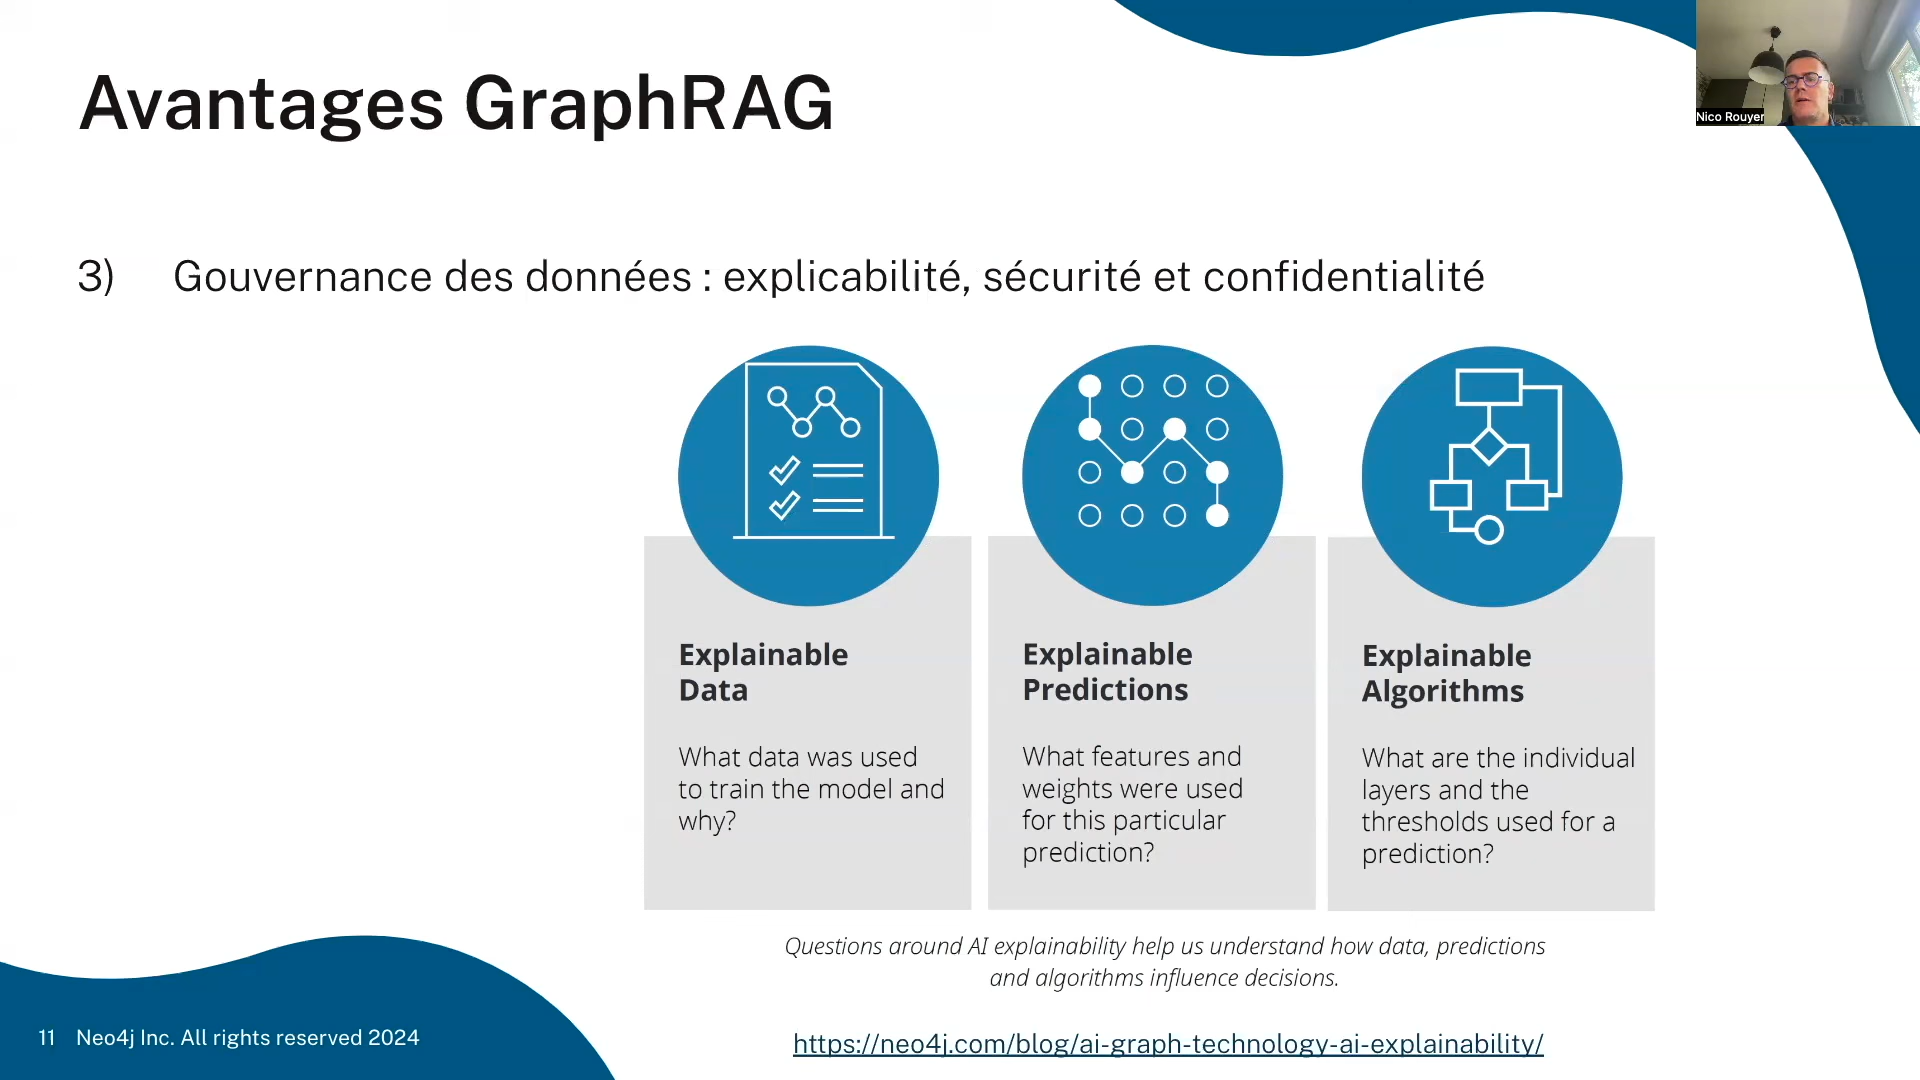 Avantages GraphRAG
Nico Rouyer
3) Gouvernance des données : explicabilité, sécurité et confidentialité
Explainable
Data
What data was used
to train the model and
why?
Explainable
Predictions
What features and
weights were used
for this particular
prediction?
Explainable
Algorithms
What are the individual
layers and the
thresholds used for a
prediction?
Questions around AI explainability help us understand how data, predictions
and algorithms influence decisions.
11 Neo4j Inc. All rights reserved 2024
https://neo4j.com/blog/ai-graph-technology-ai-explainability/